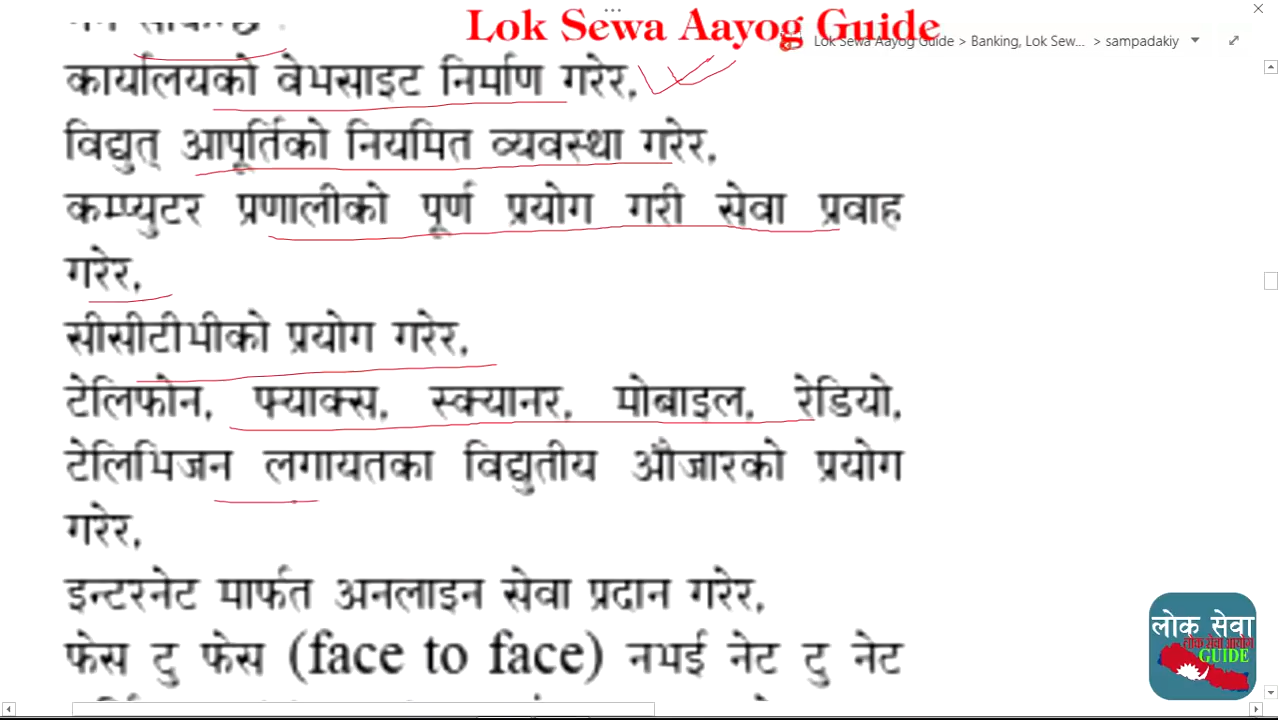 Lok Sewa Aayog Guide
Lok Sewa Aayog Guide > Banking, Lok Sew... > sampadakiy
कार्यालयको वेभसाइट निर्माण गरेर,
विद्युत् आपूर्तिको नियमित व्यवस्था गरेर,
कम्प्युटर प्रणालीको पूर्ण प्रयोग गरी सेवा प्रवाह
गरेर,
सीसीटीभीको प्रयोग गरेर,
टेलिफोन, फ्याक्स, स्क्यानर, मोबाइल, रेडियो,
टेलिभिजन लगायतका विद्युतीय औजारको प्रयोग
गरेर,
इन्टरनेट मार्फत अनलाइन सेवा प्रदान गरेर,
फेस टु फेस (face to face) नभई नेट टु नेट
लोक सेवा
लोक सेवा आयोग
GUIDE